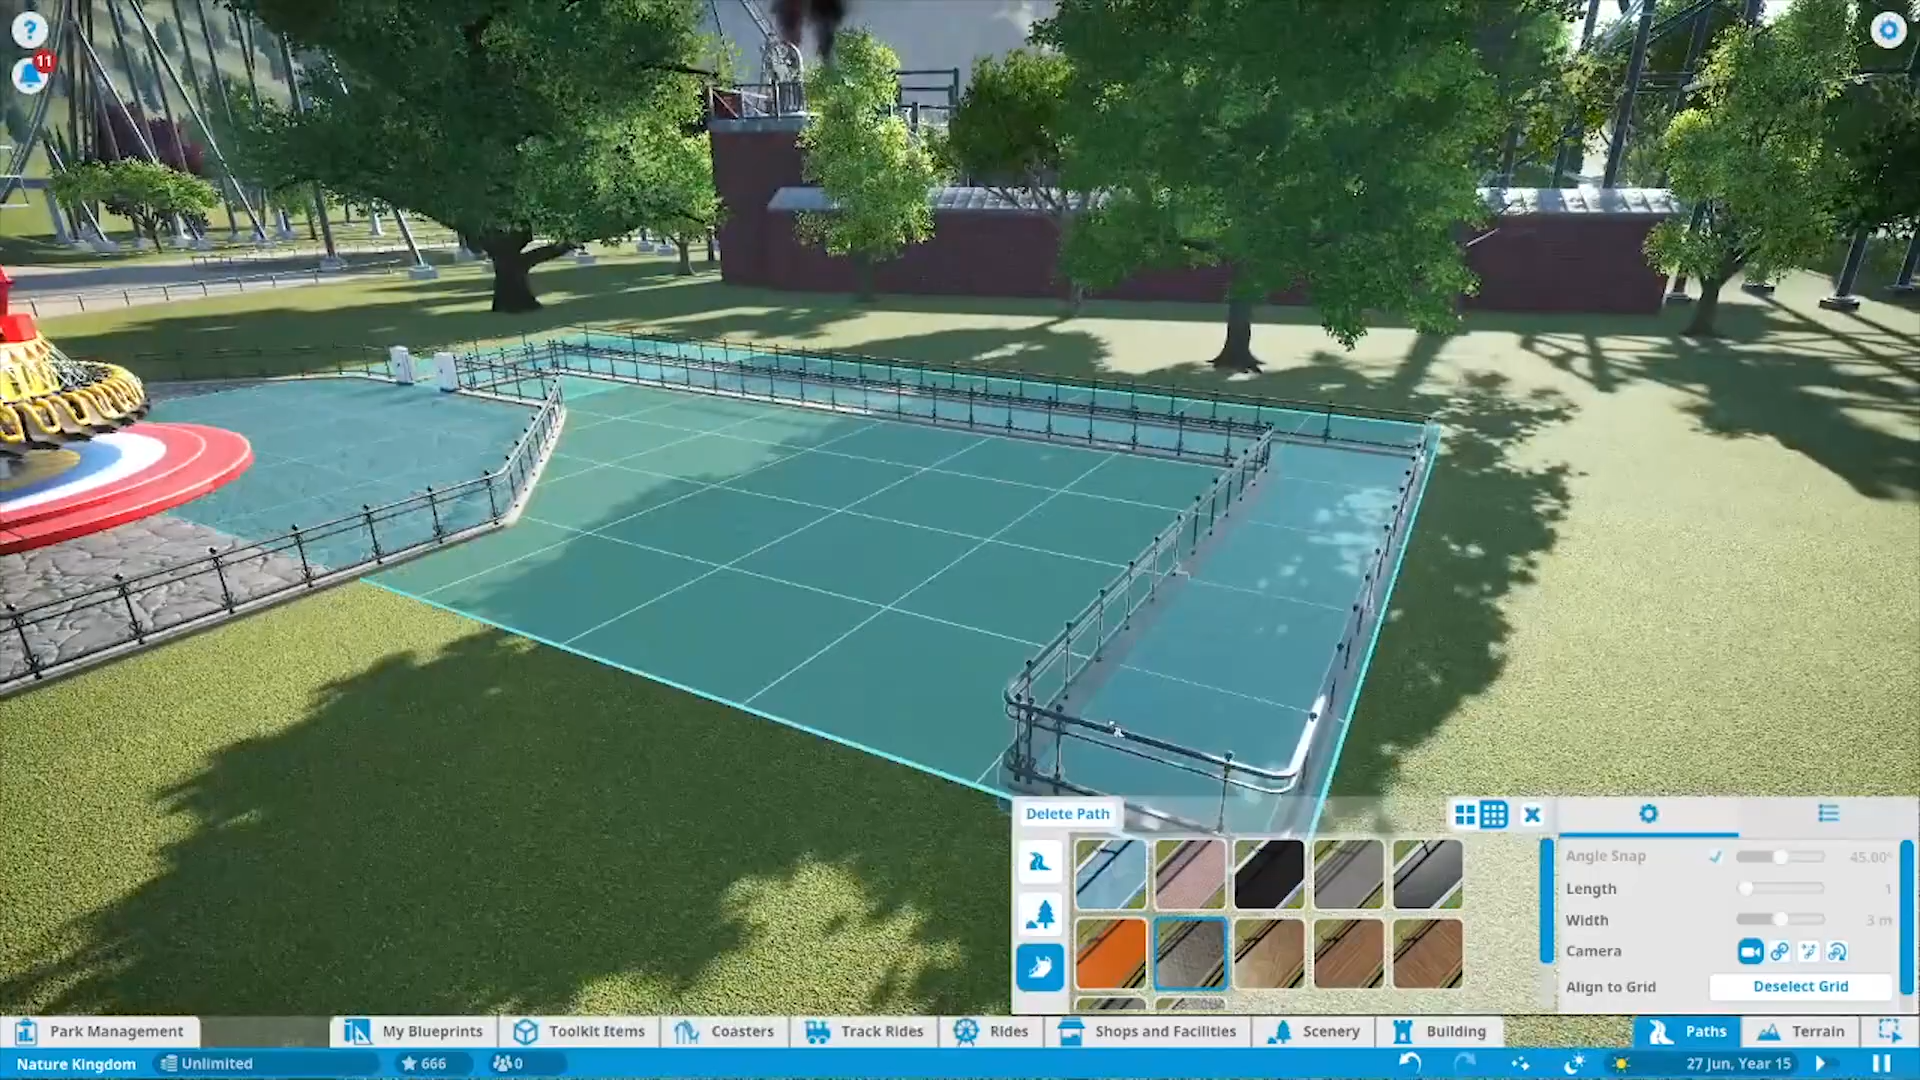 ?
11
Delete Path
Angle Snap 45.00°
Length 1
Width 3 m
Camera
Align to Grid Deselect Grid
Park Management My Blueprints Toolkit Items Coasters Track Rides Rides Shops and Facilities Scenery Building Paths Terrain
Nature Kingdom Unlimited 666 0 27 Jun, Year 15